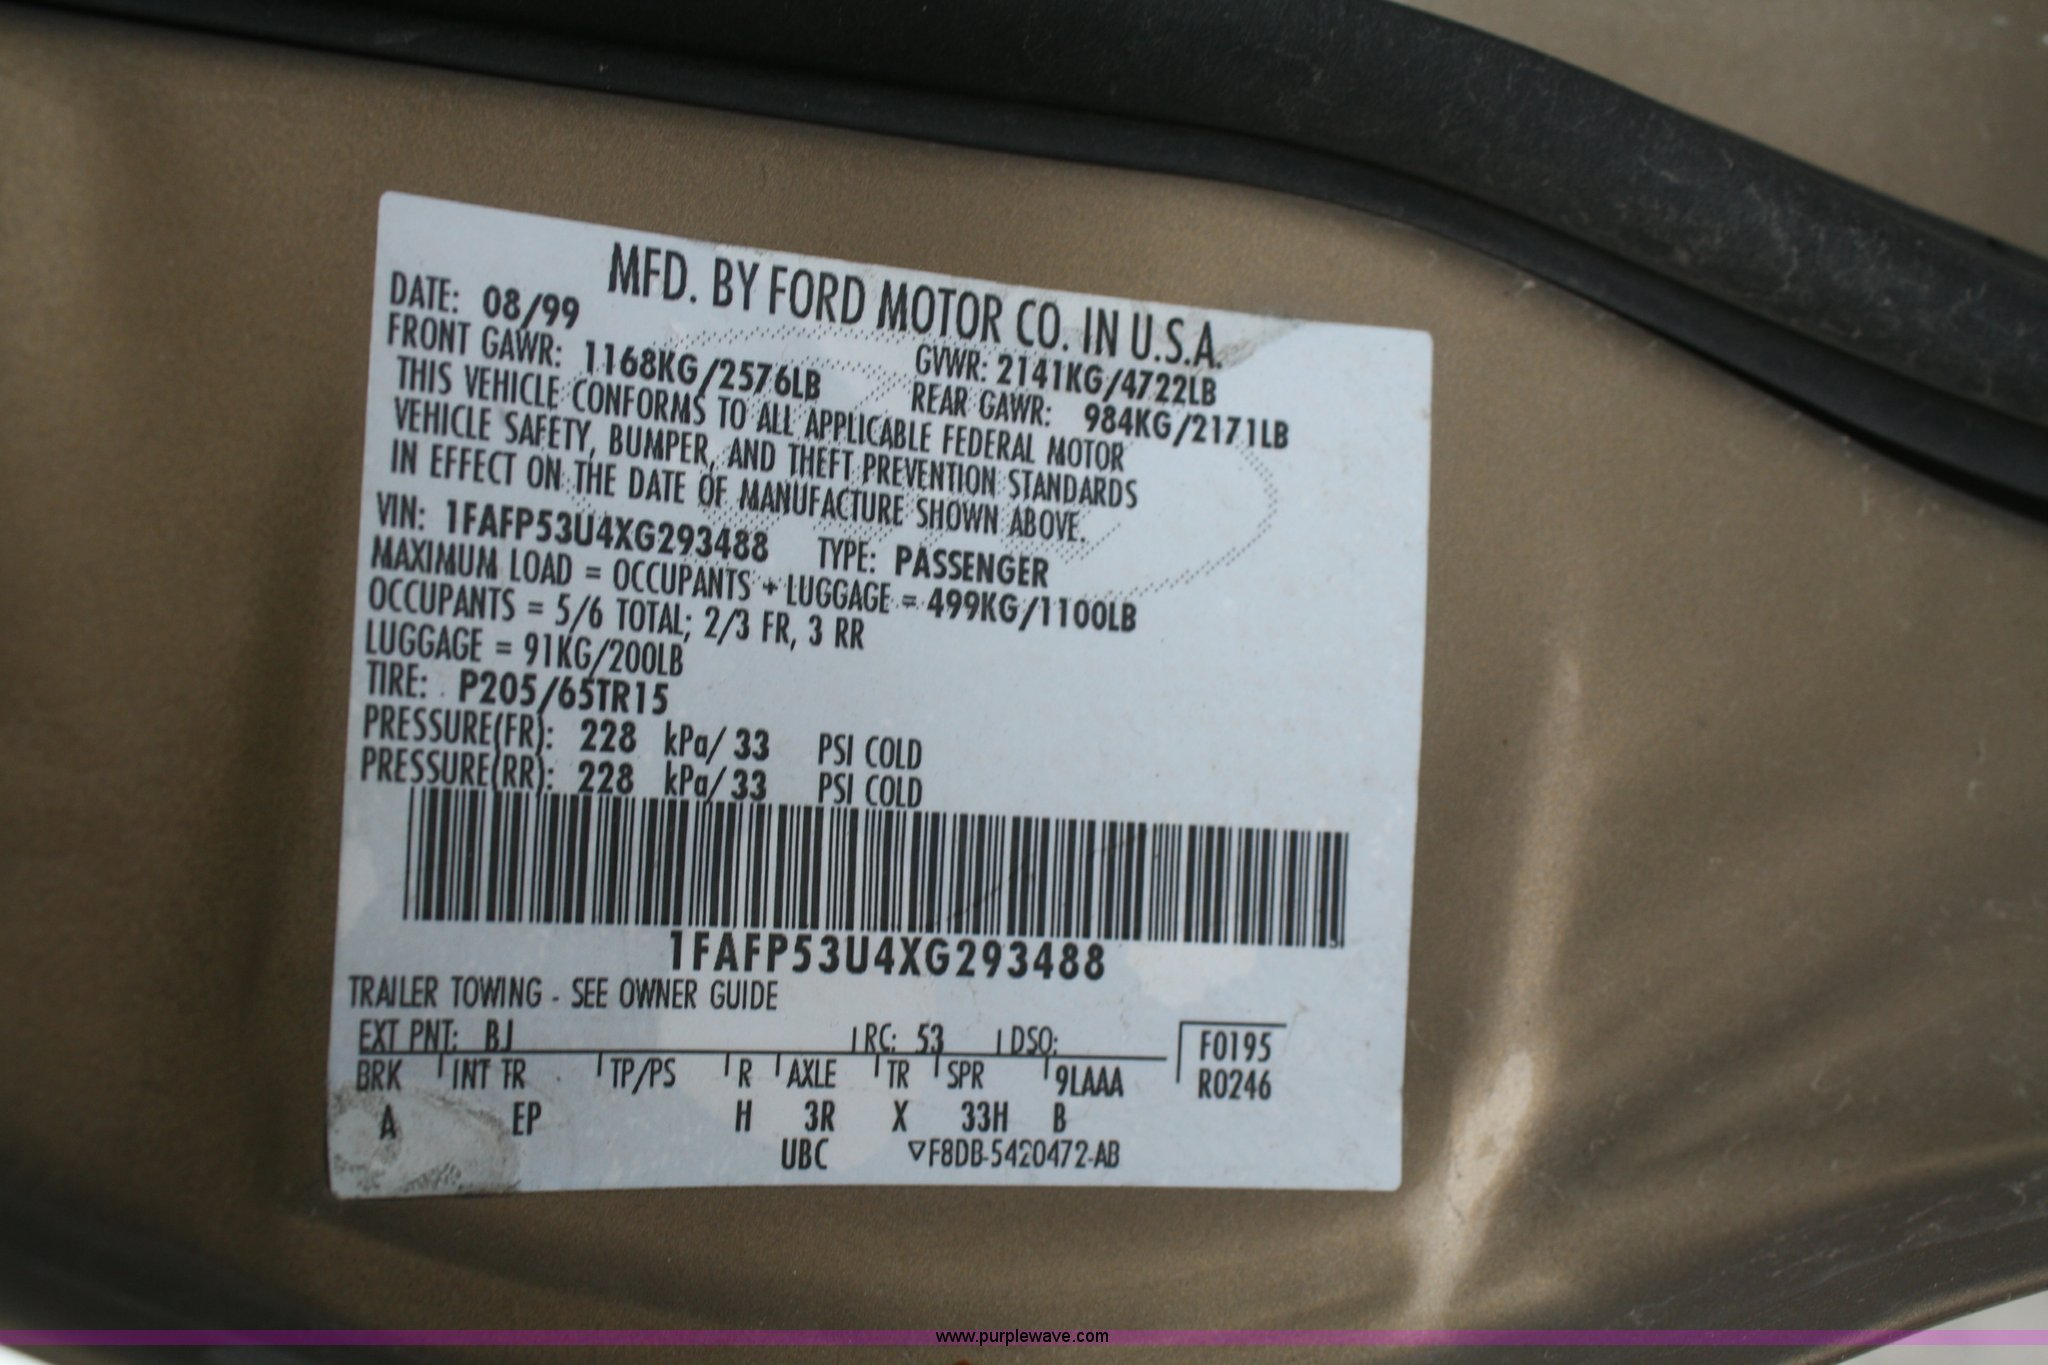 MFD. BY FORD MOTOR CO. IN U.S.A.
DATE: 08/99 GVWR: 2141KG/4722LB
FRONT GAWR: 1168KG/2576LB REAR GAWR: 984KG/2171LB
THIS VEHICLE CONFORMS TO ALL APPLICABLE FEDERAL MOTOR
VEHICLE SAFETY, BUMPER, AND THEFT PREVENTION STANDARDS
IN EFFECT ON THE DATE OF MANUFACTURE SHOWN ABOVE.
VIN: 1FAFP53U4XG293488 TYPE: PASSENGER
MAXIMUM LOAD = OCCUPANTS + LUGGAGE = 499KG/1100LB
OCCUPANTS = 5/6 TOTAL; 2/3 FR, 3 RR
LUGGAGE = 91KG/200LB
TIRE: P205/65TR15
PRESSURE(FR): 228 kPa/ 33 PSI COLD
PRESSURE(RR): 228 kPa/ 33 PSI COLD
1FAFP53U4XG293488
TRAILER TOWING - SEE OWNER GUIDE
EXT PNT: BJ RC: 53 DSO: F0195
BRK INT TR TP/PS R AXLE TR SPR 9LAAA R0246
A EP H 3R X 33H B
UBC ▽F8DB-5420472-AB
www.purplewave.com